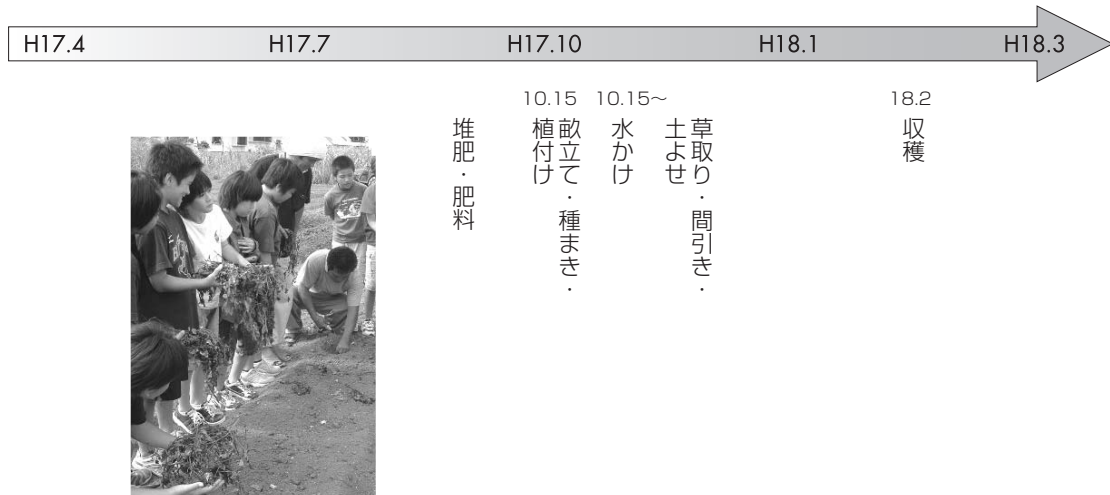 H17.4 H17.7 H17.10 H18.1 H18.3
堆肥・肥料
10.15
畝立て・種まき・
植付け
10.15〜
水かけ
草取り・間引き・
土よせ
18.2
収穫